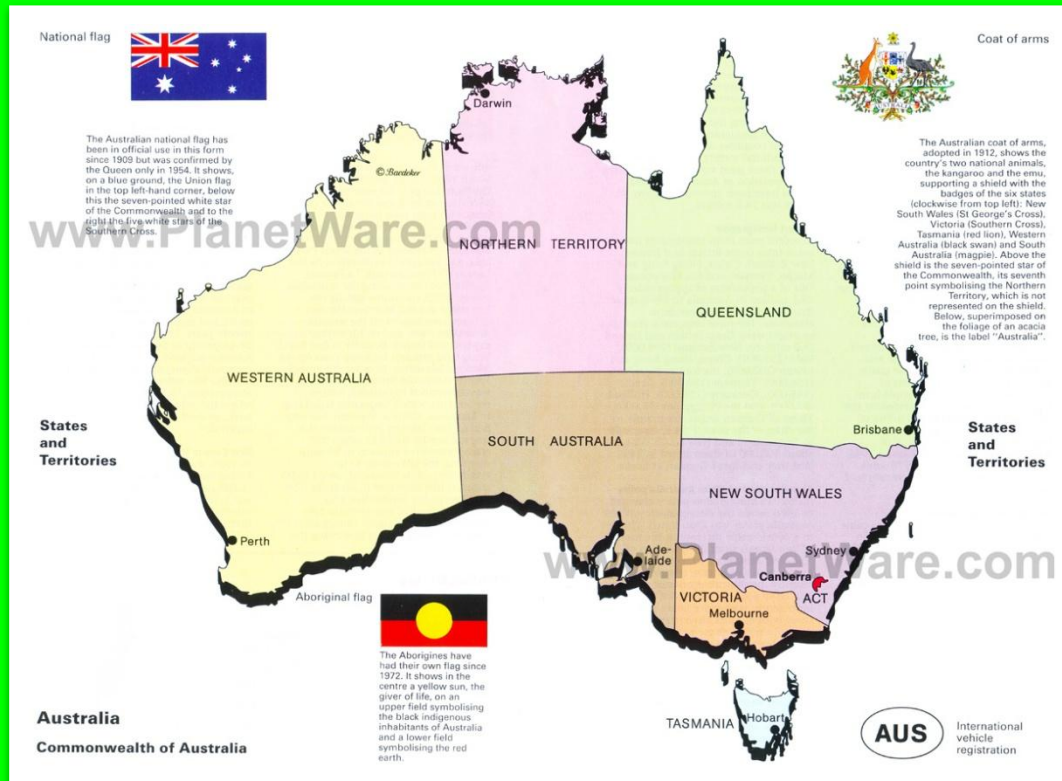 National flag
The Australian national flag has
been in official use in this form
since 1909 but was confirmed by
the Queen only in 1954. It shows,
on a blue ground, the Union flag
in the top left-hand corner, below
this the seven-pointed white star
of the Commonwealth and to the
right the five white stars of the
Southern Cross.
Coat of arms
AUSTRALIA
The Australian coat of arms,
adopted in 1912, shows the
country's two national animals,
the kangaroo and the emu,
supporting a shield with the
badges of the six states
(clockwise from top left): New
South Wales (St George's Cross),
Victoria (Southern Cross),
Tasmania (red lion), Western
Australia (black swan) and South
Australia (magpie). Above the
shield is the seven-pointed star of
the Commonwealth, its seventh
point symbolising the Northern
Territory, which is not
represented on the shield.
Below, superimposed on
the foliage of an acacia
tree, is the label "Australia".
Darwin
© Baedeker
www.PlanetWare.com
NORTHERN TERRITORY
QUEENSLAND
WESTERN AUSTRALIA
States
and
Territories
SOUTH AUSTRALIA
Brisbane
States
and
Territories
NEW SOUTH WALES
Perth
Ade-
laide
Sydney
www.PlanetWare.com
Canberra
VICTORIA
ACT
Melbourne
Aboriginal flag
The Aborigines have
had their own flag since
1972. It shows in the
centre a yellow sun, the
giver of life, on an
upper field symbolising
the black indigenous
inhabitants of Australia
and a lower field
symbolising the red
earth.
TASMANIA
Hobart
Australia
Commonwealth of Australia
AUS
International
vehicle
registration